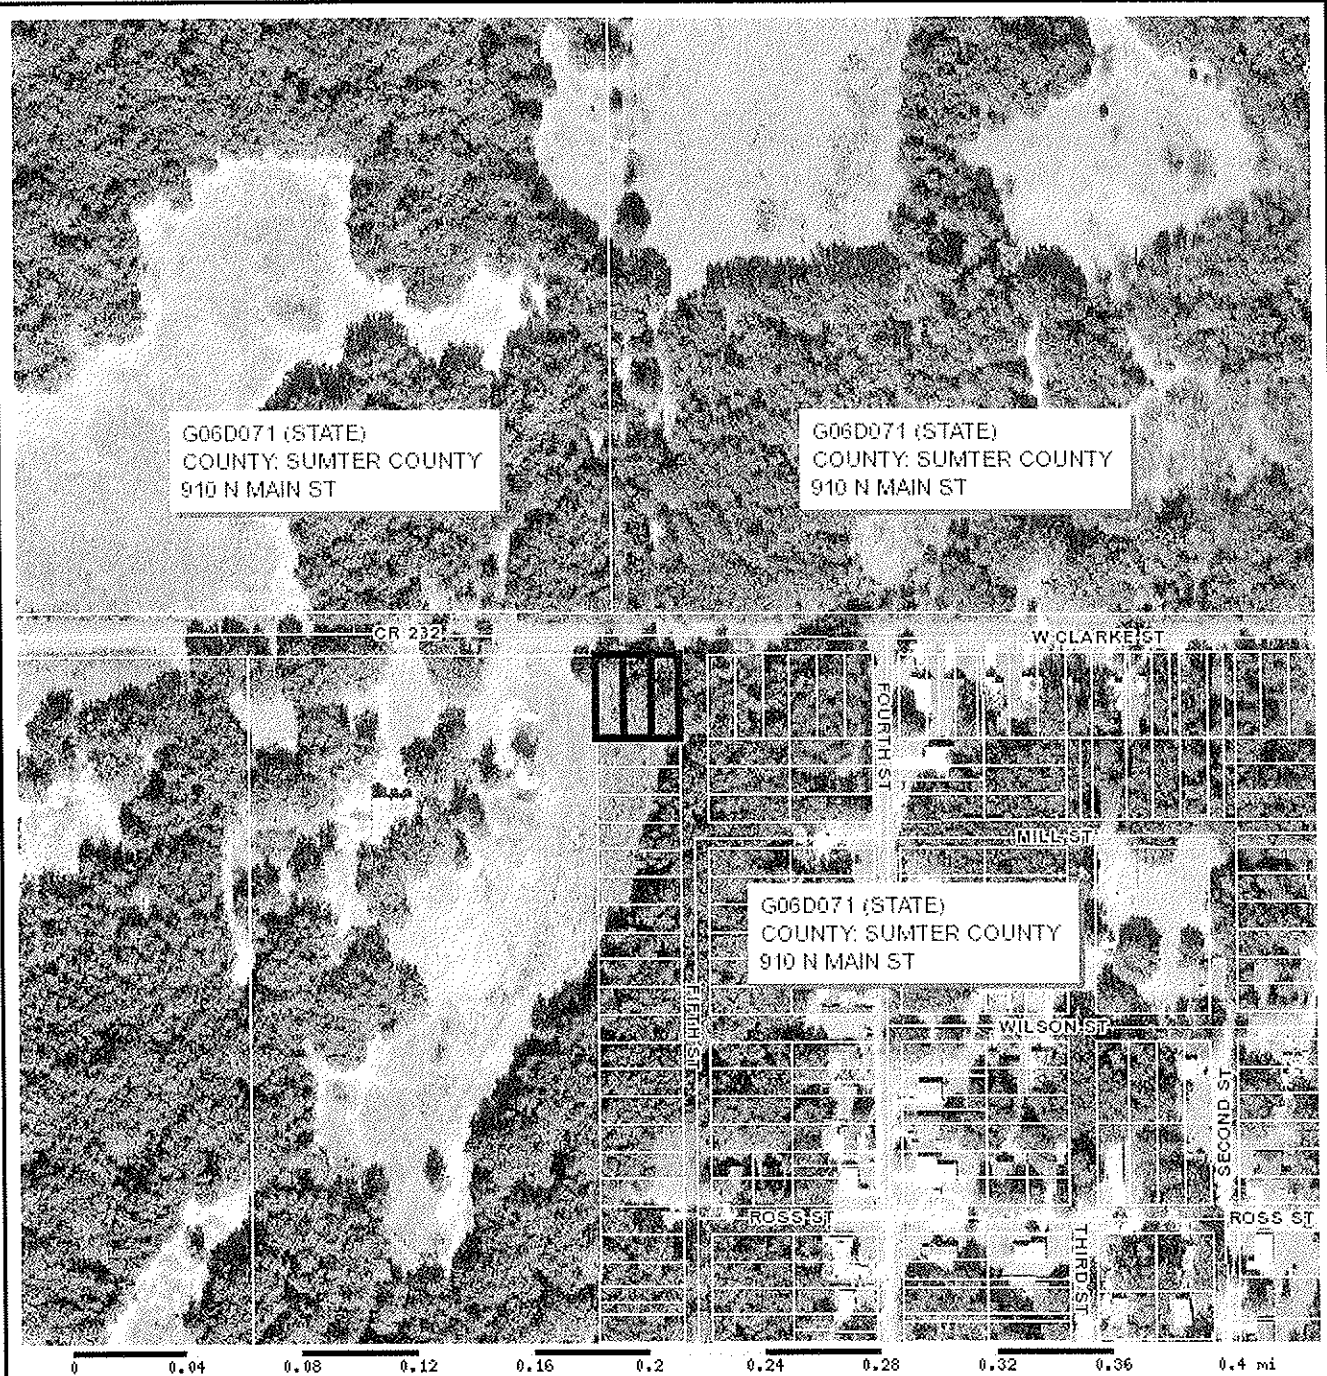 G06D071 (STATE)
COUNTY: SUMTER COUNTY
910 N MAIN ST
G06D071 (STATE)
COUNTY: SUMTER COUNTY
910 N MAIN ST
CR 232
W CLARKE ST
FOURTH ST
MILL ST
G06D071 (STATE)
COUNTY: SUMTER COUNTY
910 N MAIN ST
FIFTH ST
WILSON ST
SECOND ST
ROSS ST
ROSS ST
THIRD ST
0 0.04 0.08 0.12 0.16 0.2 0.24 0.28 0.32 0.36 0.4 mi